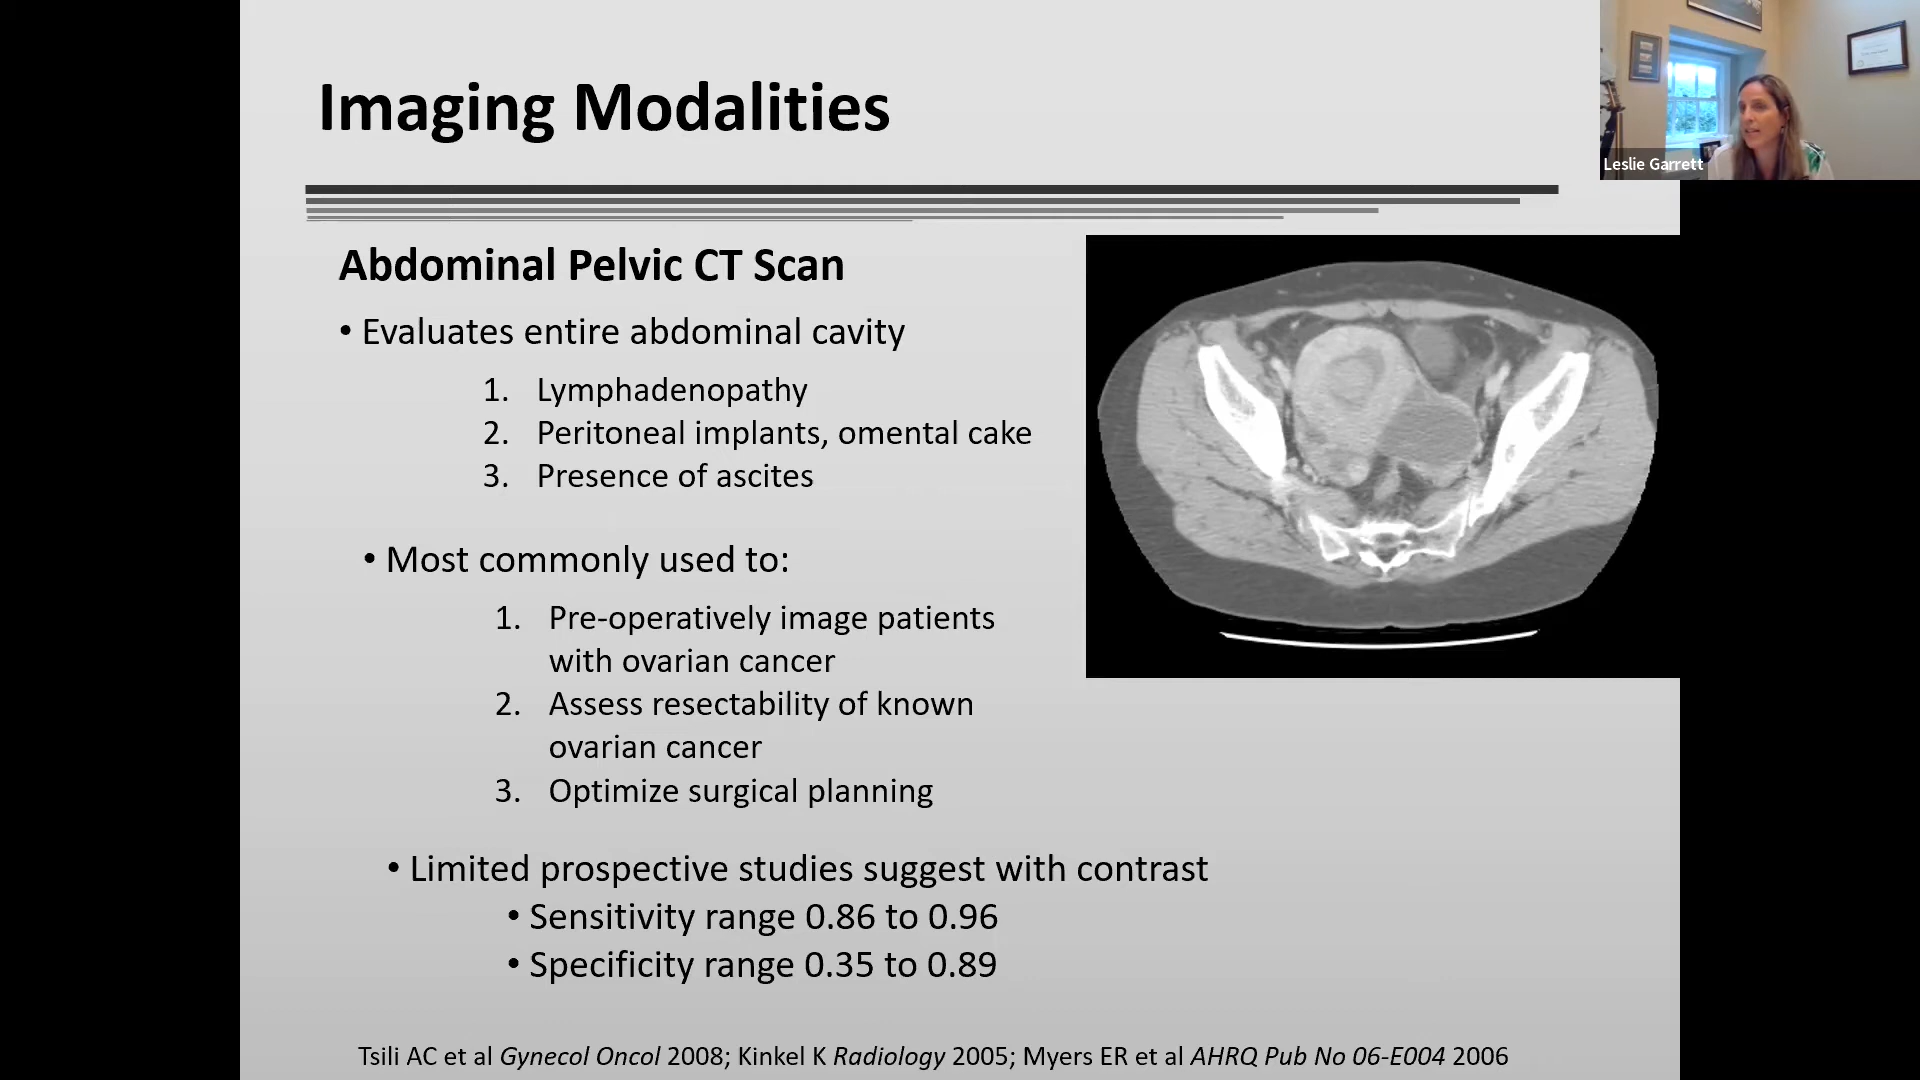 Imaging Modalities
Leslie Garrett
Abdominal Pelvic CT Scan
• Evaluates entire abdominal cavity
1. Lymphadenopathy
2. Peritoneal implants, omental cake
3. Presence of ascites
• Most commonly used to:
1. Pre-operatively image patients
with ovarian cancer
2. Assess resectability of known
ovarian cancer
3. Optimize surgical planning
• Limited prospective studies suggest with contrast
• Sensitivity range 0.86 to 0.96
• Specificity range 0.35 to 0.89
Tsili AC et al Gynecol Oncol 2008; Kinkel K Radiology 2005; Myers ER et al AHRQ Pub No 06-E004 2006